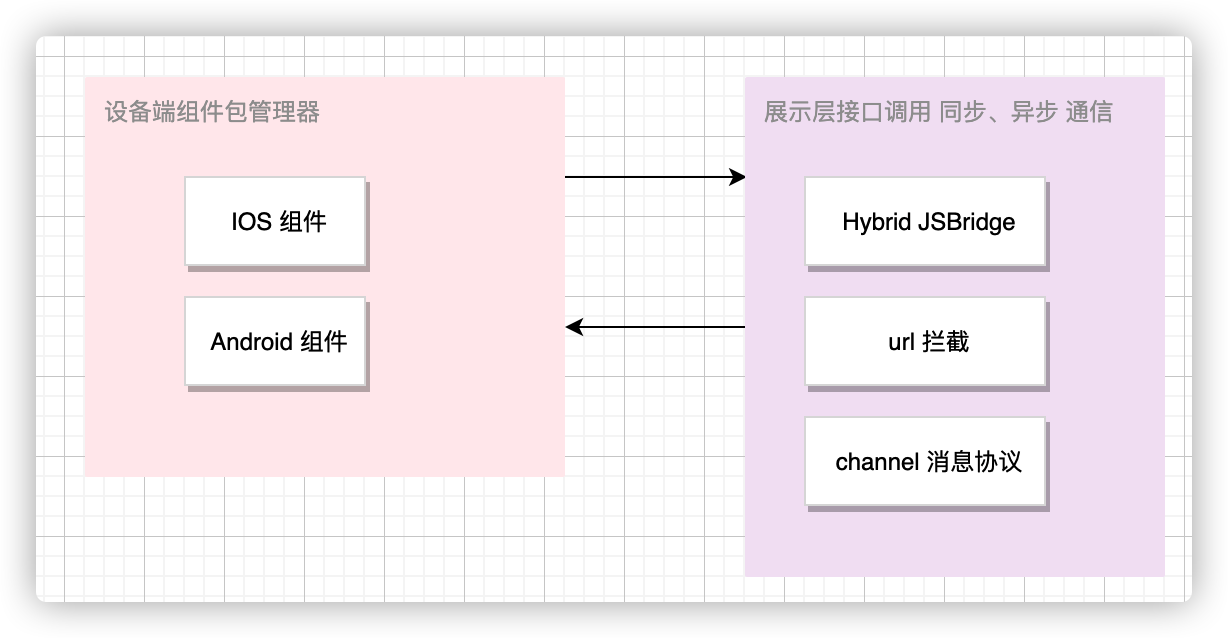 设备端组件包管理器
IOS 组件
Android 组件
展示层接口调用 同步、异步 通信
Hybrid JSBridge
url 拦截
channel 消息协议